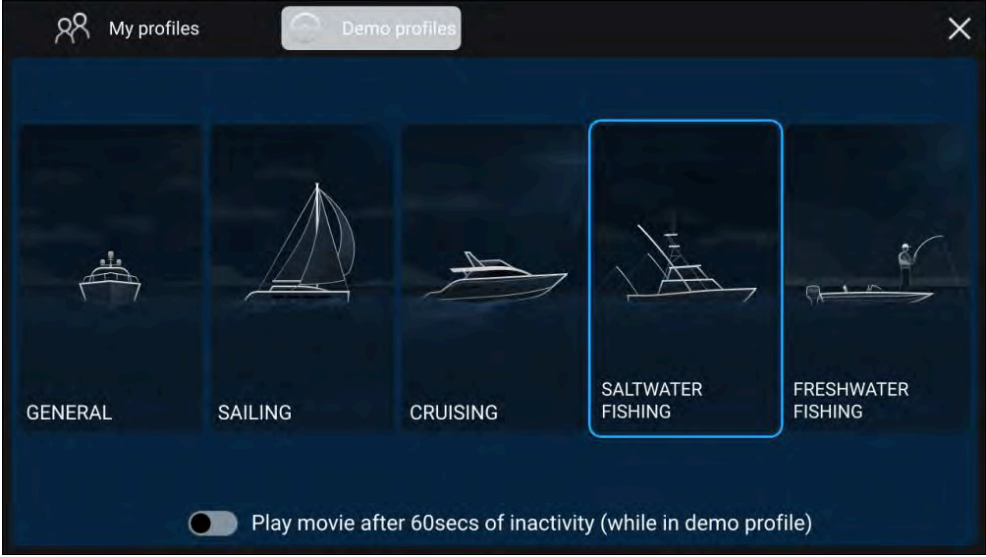 My profiles
Demo profiles
GENERAL
SAILING
CRUISING
SALTWATER
FISHING
FRESHWATER
FISHING
Play movie after 60secs of inactivity (while in demo profile)